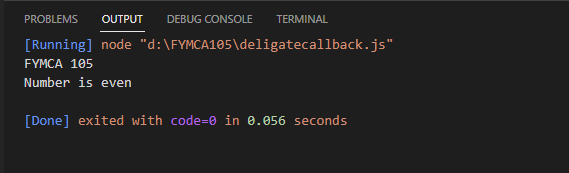 PROBLEMS OUTPUT DEBUG CONSOLE TERMINAL
[Running] node "d:\FYMCA105\deligatecallback.js"
FYMCA 105
Number is even
[Done] exited with code=0 in 0.056 seconds